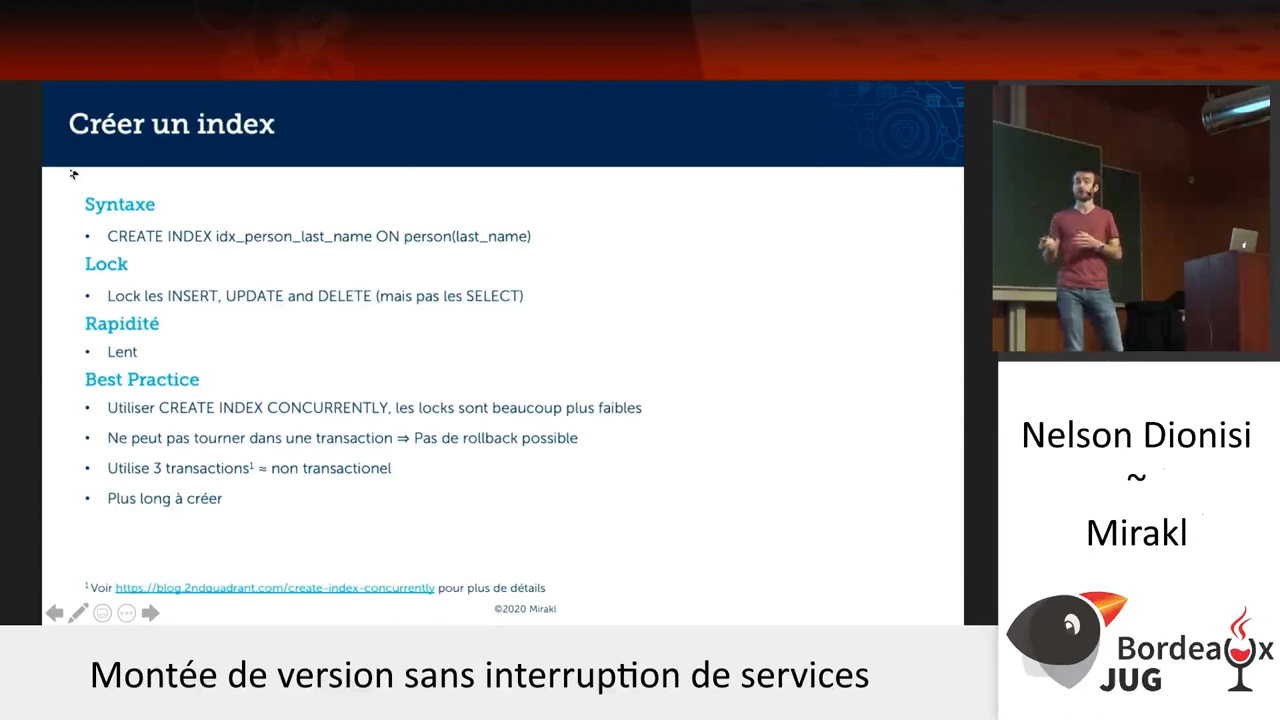 Créer un index
Syntaxe
• CREATE INDEX idx_person_last_name ON person(last_name)
Lock
• Lock les INSERT, UPDATE and DELETE (mais pas les SELECT)
Rapidité
• Lent
Best Practice
• Utiliser CREATE INDEX CONCURRENTLY, les locks sont beaucoup plus faibles
• Ne peut pas tourner dans une transaction ⇒ Pas de rollback possible
• Utilise 3 transactions¹ ≈ non transactionel
• Plus long à créer
¹ Voir https://blog.2ndquadrant.com/create-index-concurrently pour plus de détails
©2020 Mirakl
Nelson Dionisi
~
Mirakl
Bordeaux
JUG
Montée de version sans interruption de services